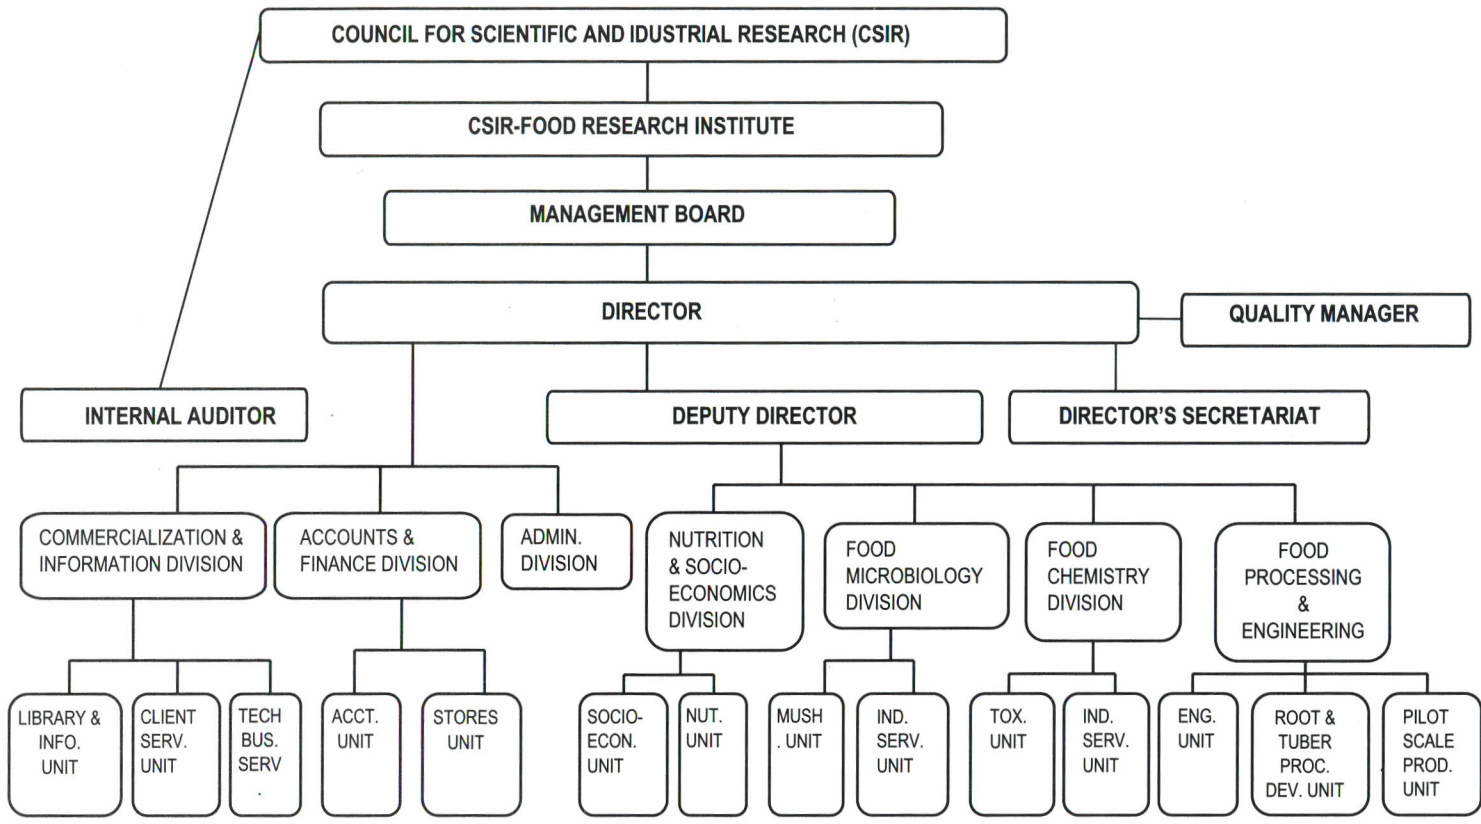 COUNCIL FOR SCIENTIFIC AND IDUSTRIAL RESEARCH (CSIR)
CSIR-FOOD RESEARCH INSTITUTE
MANAGEMENT BOARD
DIRECTOR
QUALITY MANAGER
INTERNAL AUDITOR
DEPUTY DIRECTOR
DIRECTOR'S SECRETARIAT
COMMERCIALIZATION &
INFORMATION DIVISION
ACCOUNTS &
FINANCE DIVISION
ADMIN.
DIVISION
NUTRITION
& SOCIO-
ECONOMICS
DIVISION
FOOD
MICROBIOLOGY
DIVISION
FOOD
CHEMISTRY
DIVISION
FOOD
PROCESSING
&
ENGINEERING
LIBRARY &
INFO.
UNIT
CLIENT
SERV.
UNIT
TECH
BUS.
SERV
.
ACCT.
UNIT
STORES
UNIT
SOCIO-
ECON.
UNIT
NUT.
UNIT
MUSH
. UNIT
IND.
SERV.
UNIT
TOX.
UNIT
IND.
SERV.
UNIT
ENG.
UNIT
ROOT &
TUBER
PROC.
DEV. UNIT
PILOT
SCALE
PROD.
UNIT